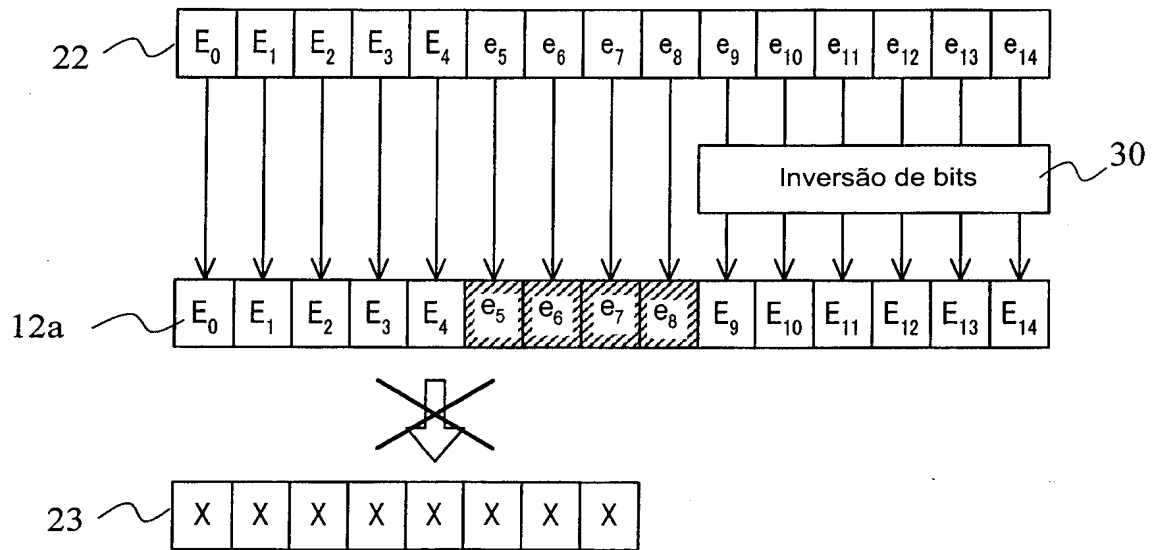 22 E₀ E₁ E₂ E₃ E₄ e₅ e₆ e₇ e₈ e₉ e₁₀ e₁₁ e₁₂ e₁₃ e₁₄
Inversão de bits 30
12a E₀ E₁ E₂ E₃ E₄ e₅ e₆ e₇ e₈ E₉ E₁₀ E₁₁ E₁₂ E₁₃ E₁₄
23 X X X X X X X X